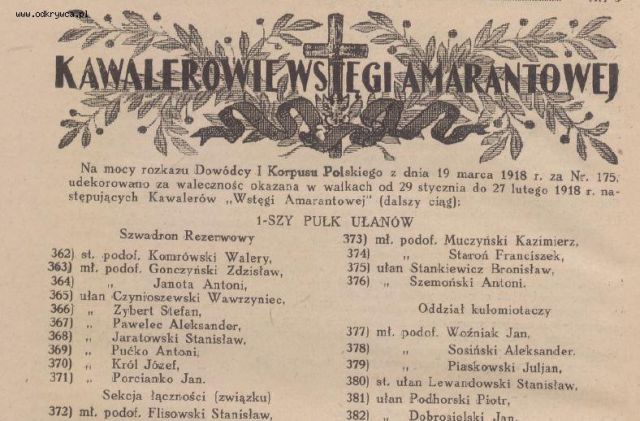 www.odkrywca.pl
KAWALEROWIE WSTĘGI AMARANTOWEJ
Na mocy rozkazu Dowódcy I Korpusu Polskiego z dnia 19 marca 1918 r. za Nr. 175,
udekorowano za waleczność okazana w walkach od 29 stycznia do 27 lutego 1918 r. na-
stępujących Kawalerów „Wstęgi Amarantowej" (dalszy ciąg):
1-SZY PUŁK UŁANÓW
Szwadron Rezerwowy
362) st. podof. Komrówski Walery,
363) mł. podof. Gonczyński Zdzisław,
364) „ Janota Antoni,
365) ułan Czynioszewski Wawrzyniec,
366) „ Zybert Stefan,
367) „ Pawelec Aleksander,
368) „ Jaratowski Stanisław,
369) „ Pućko Antoni,
370) „ Król Józef,
371) „ Porcianko Jan.
Sekcja łączności (związku)
372) mł. podof. Flisowski Stanisław,
373) mł. podof. Muczyński Kazimierz,
374) „ Staroń Franciszek,
375) ułan Stankiewicz Bronisław,
376) „ Szemoński Antoni.
Oddział kulomiotaczy
377) mł. podof. Woźniak Jan,
378) „ Sosiński Aleksander.
379) „ Piaskowski Juljan,
380) st. ułan Lewandowski Stanisław,
381) ułan Podhorski Piotr,
382) „ Dobrosielski Jan,